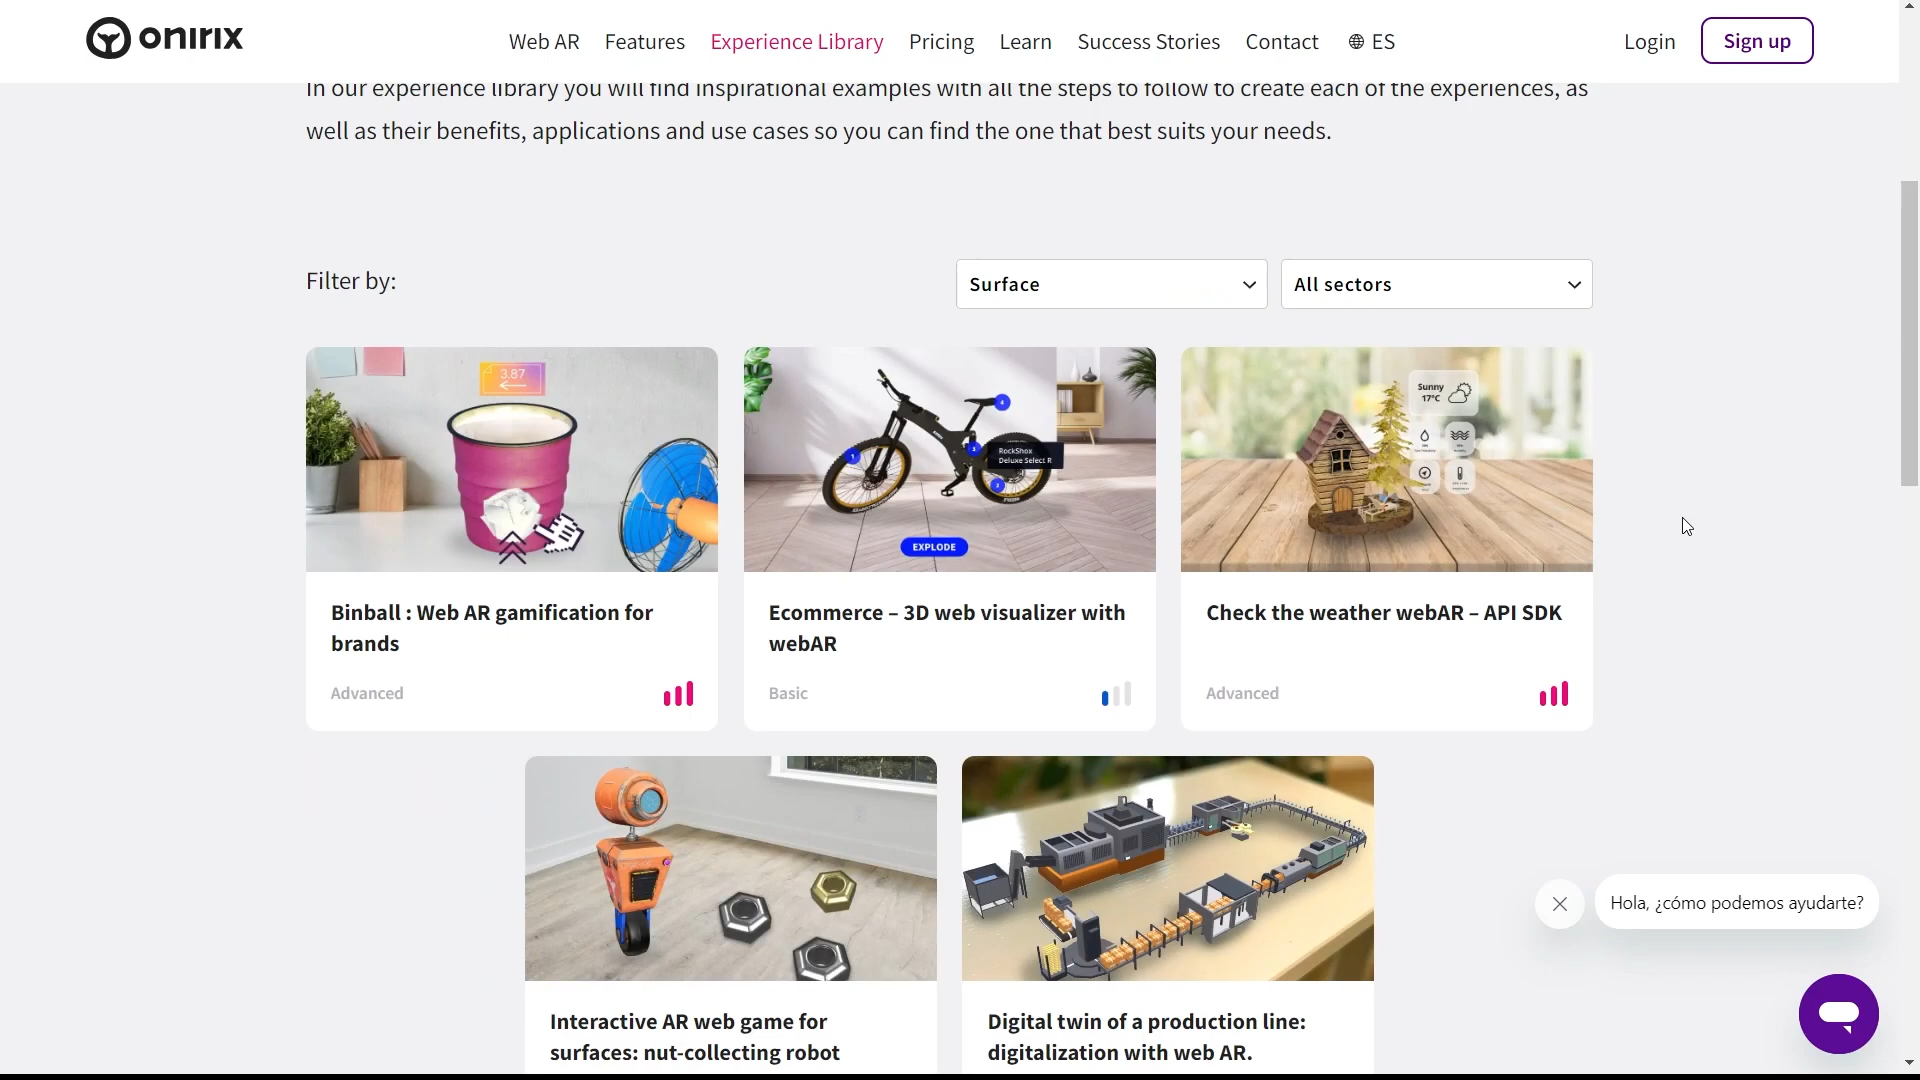 onirix
Web AR Features Experience Library Pricing Learn Success Stories Contact ES Login Sign up
In our experience library you will find inspirational examples with all the steps to follow to create each of the experiences, as
well as their benefits, applications and use cases so you can find the one that best suits your needs.
Filter by:
Surface
All sectors
3.87
4
1
3
RockShox
Deluxe Select R
2
EXPLODE
Sunny
17°C
Binball : Web AR gamification for
brands
Advanced
Ecommerce – 3D web visualizer with
webAR
Basic
Check the weather webAR – API SDK
Advanced
Hola, ¿cómo podemos ayudarte?
Interactive AR web game for
surfaces: nut-collecting robot
Digital twin of a production line:
digitalization with web AR.